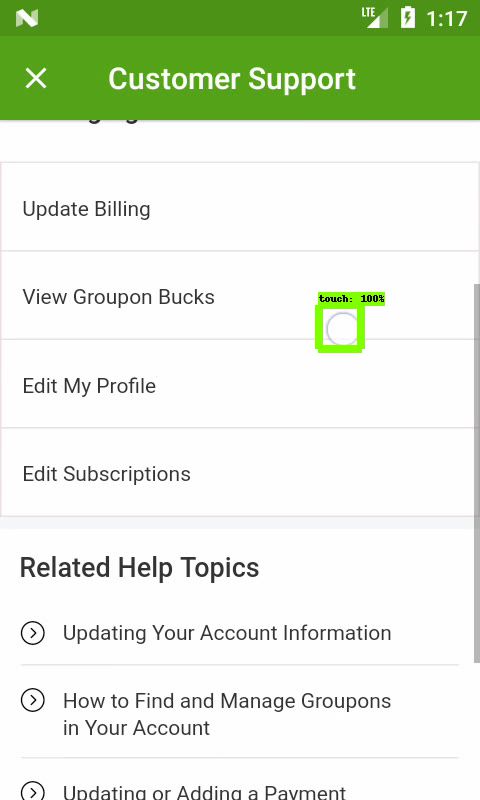 LTE 1:17
Customer Support
Update Billing
View Groupon Bucks
touch: 100%
Edit My Profile
Edit Subscriptions
Related Help Topics
Updating Your Account Information
How to Find and Manage Groupons
in Your Account
Updating or Adding a Payment